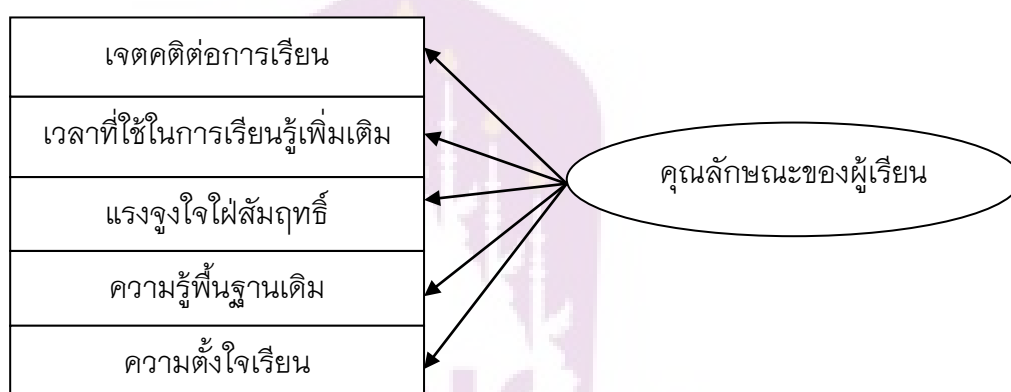 เจตคติต่อการเรียน
เวลาที่ใช้ในการเรียนรู้เพิ่มเติม
แรงจูงใจใฝ่สัมฤทธิ์
ความรู้พื้นฐานเดิม
ความตั้งใจเรียน
คุณลักษณะของผู้เรียน